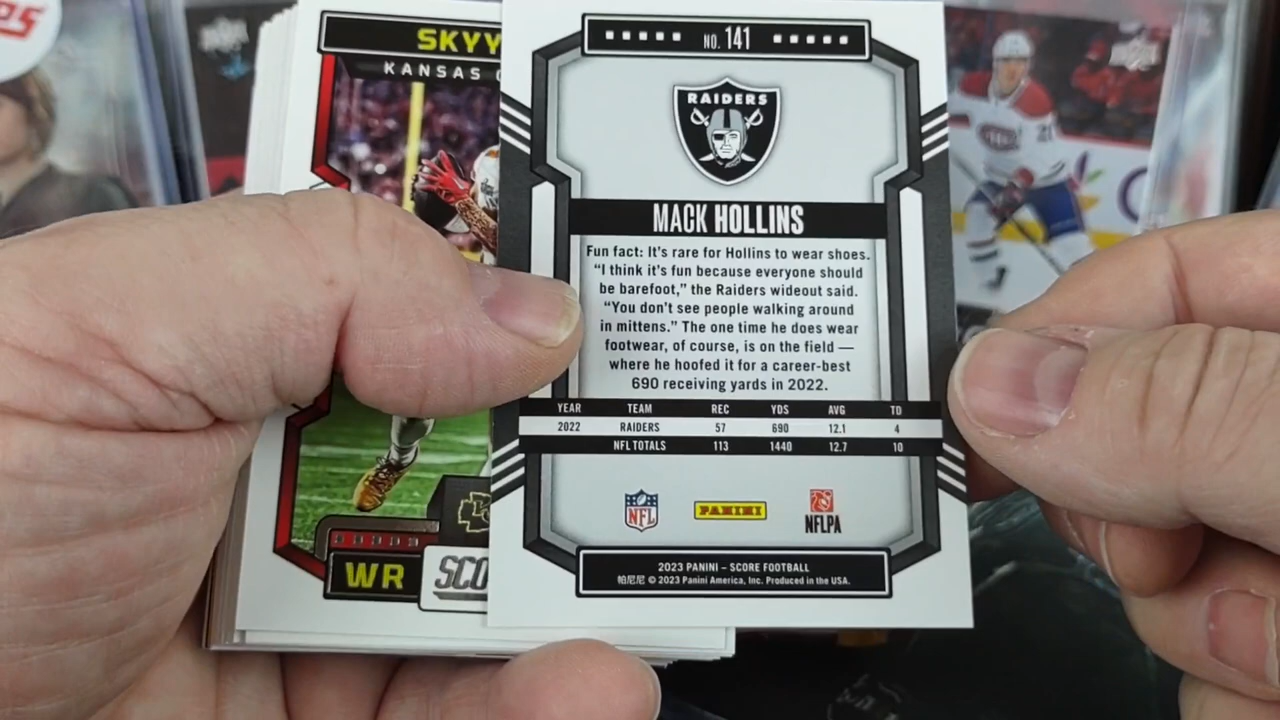 PS
SKYY
KANSAS
WR
SCO
NO. 141
RAIDERS
MACK HOLLINS
Fun fact: It's rare for Hollins to wear shoes.
“I think it's fun because everyone should
be barefoot,” the Raiders wideout said.
“You don't see people walking around
in mittens.” The one time he does wear
footwear, of course, is on the field —
where he hoofed it for a career-best
690 receiving yards in 2022.
YEAR TEAM REC YDS AVG TD
2022 RAIDERS 57 690 12.1 4
NFL TOTALS 113 1440 12.7 10
NFL
PANINI
NFLPA
2023 PANINI – SCORE FOOTBALL
帕尼尼 © 2023 Panini America, Inc. Produced in the USA.